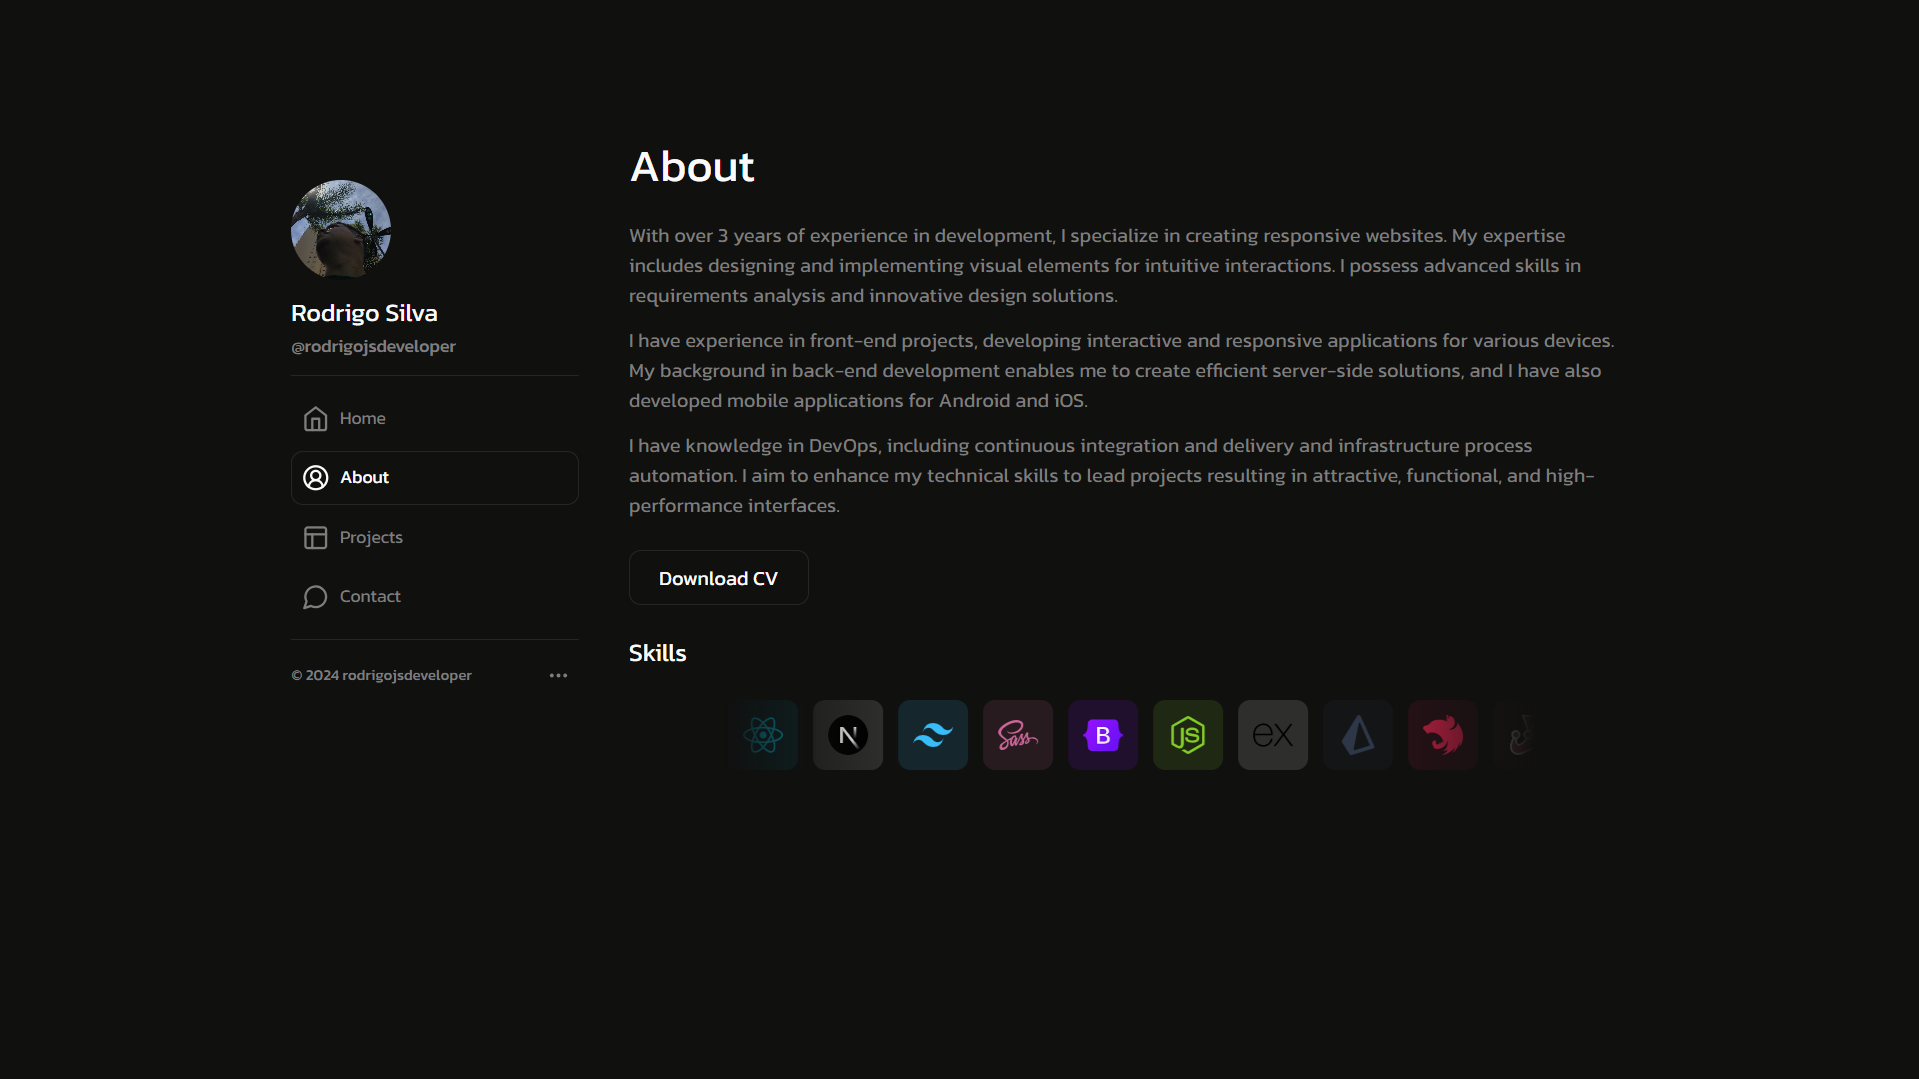 Rodrigo Silva
@rodrigojsdeveloper
Home
About
Projects
Contact
© 2024 rodrigojsdeveloper
About
With over 3 years of experience in development, I specialize in creating responsive websites. My expertise
includes designing and implementing visual elements for intuitive interactions. I possess advanced skills in
requirements analysis and innovative design solutions.
I have experience in front-end projects, developing interactive and responsive applications for various devices.
My background in back-end development enables me to create efficient server-side solutions, and I have also
developed mobile applications for Android and iOS.
I have knowledge in DevOps, including continuous integration and delivery and infrastructure process
automation. I aim to enhance my technical skills to lead projects resulting in attractive, functional, and high-
performance interfaces.
Download CV
Skills
N Sass B JS ex